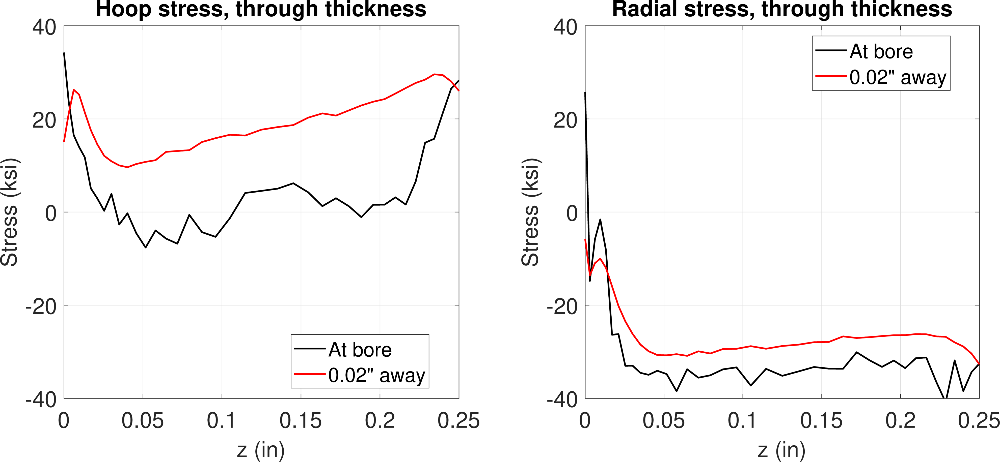 Hoop stress, through thickness
40
20
0
-20
-40
Stress (ksi)
At bore
0.02" away
0
0.05
0.1
0.15
0.2
0.25
z (in)
Radial stress, through thickness
40
20
0
-20
-40
Stress (ksi)
At bore
0.02" away
0
0.05
0.1
0.15
0.2
0.25
z (in)